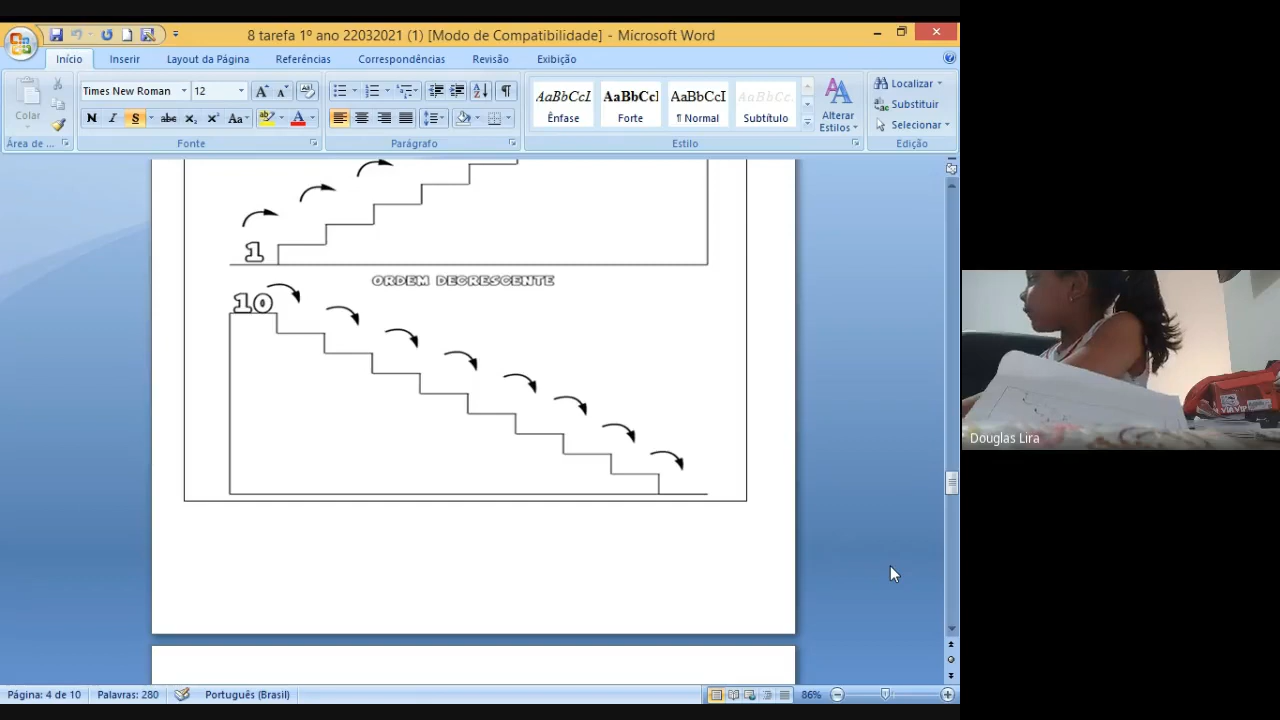 8 tarefa 1º ano 22032021 (1) [Modo de Compatibilidade] - Microsoft Word
Início Inserir Layout da Página Referências Correspondências Revisão Exibição
Colar
Área de ...
Times New Roman 12
N I S abc x₂ x² Aa
Fonte
Parágrafo
AaBbCcI AaBbCcI AaBbCcI AaBbCc.
Ênfase Forte ¶ Normal Subtítulo
Alterar
Estilos
Estilo
Localizar
Substituir
Selecionar
Edição
1
ORDEM DECRESCENTE
10
Douglas Lira
Página: 4 de 10 Palavras: 280 Português (Brasil) 86%